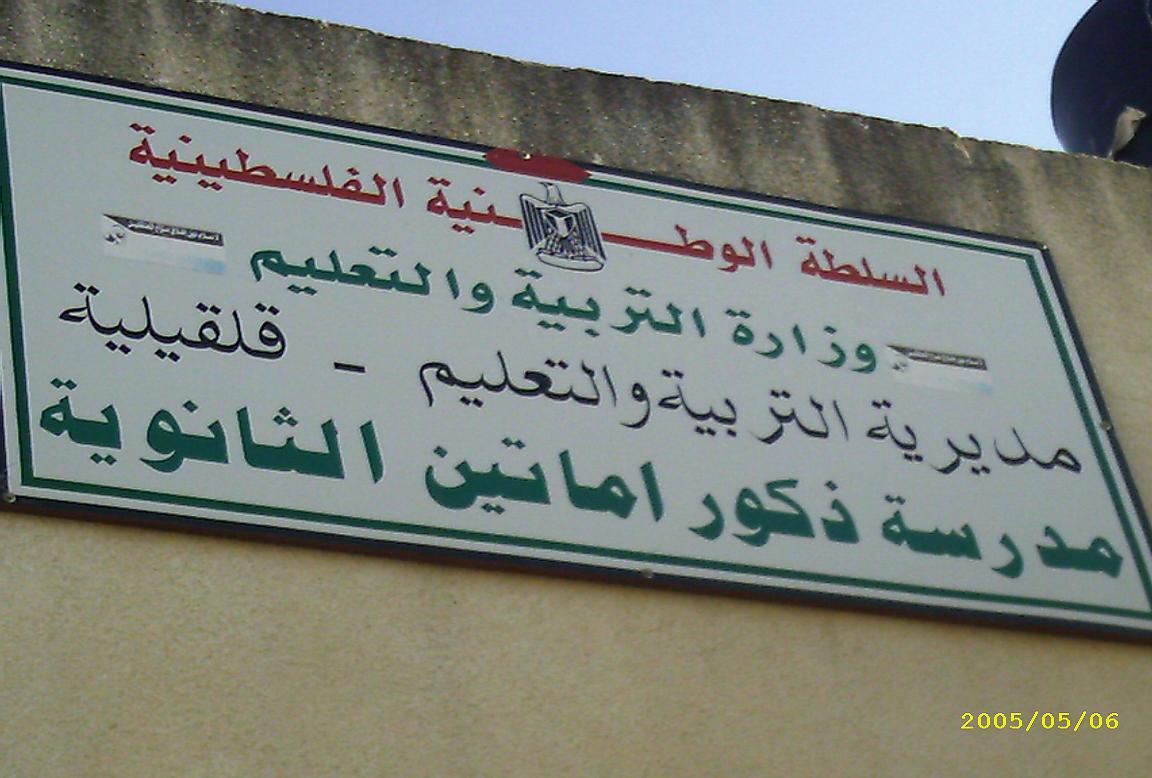 السلطة الوطنية الفلسطينية
وزارة التربية والتعليم
مديرية التربية والتعليم - قلقيلية
مدرسة ذكور اماتين الثانوية
2005/05/06